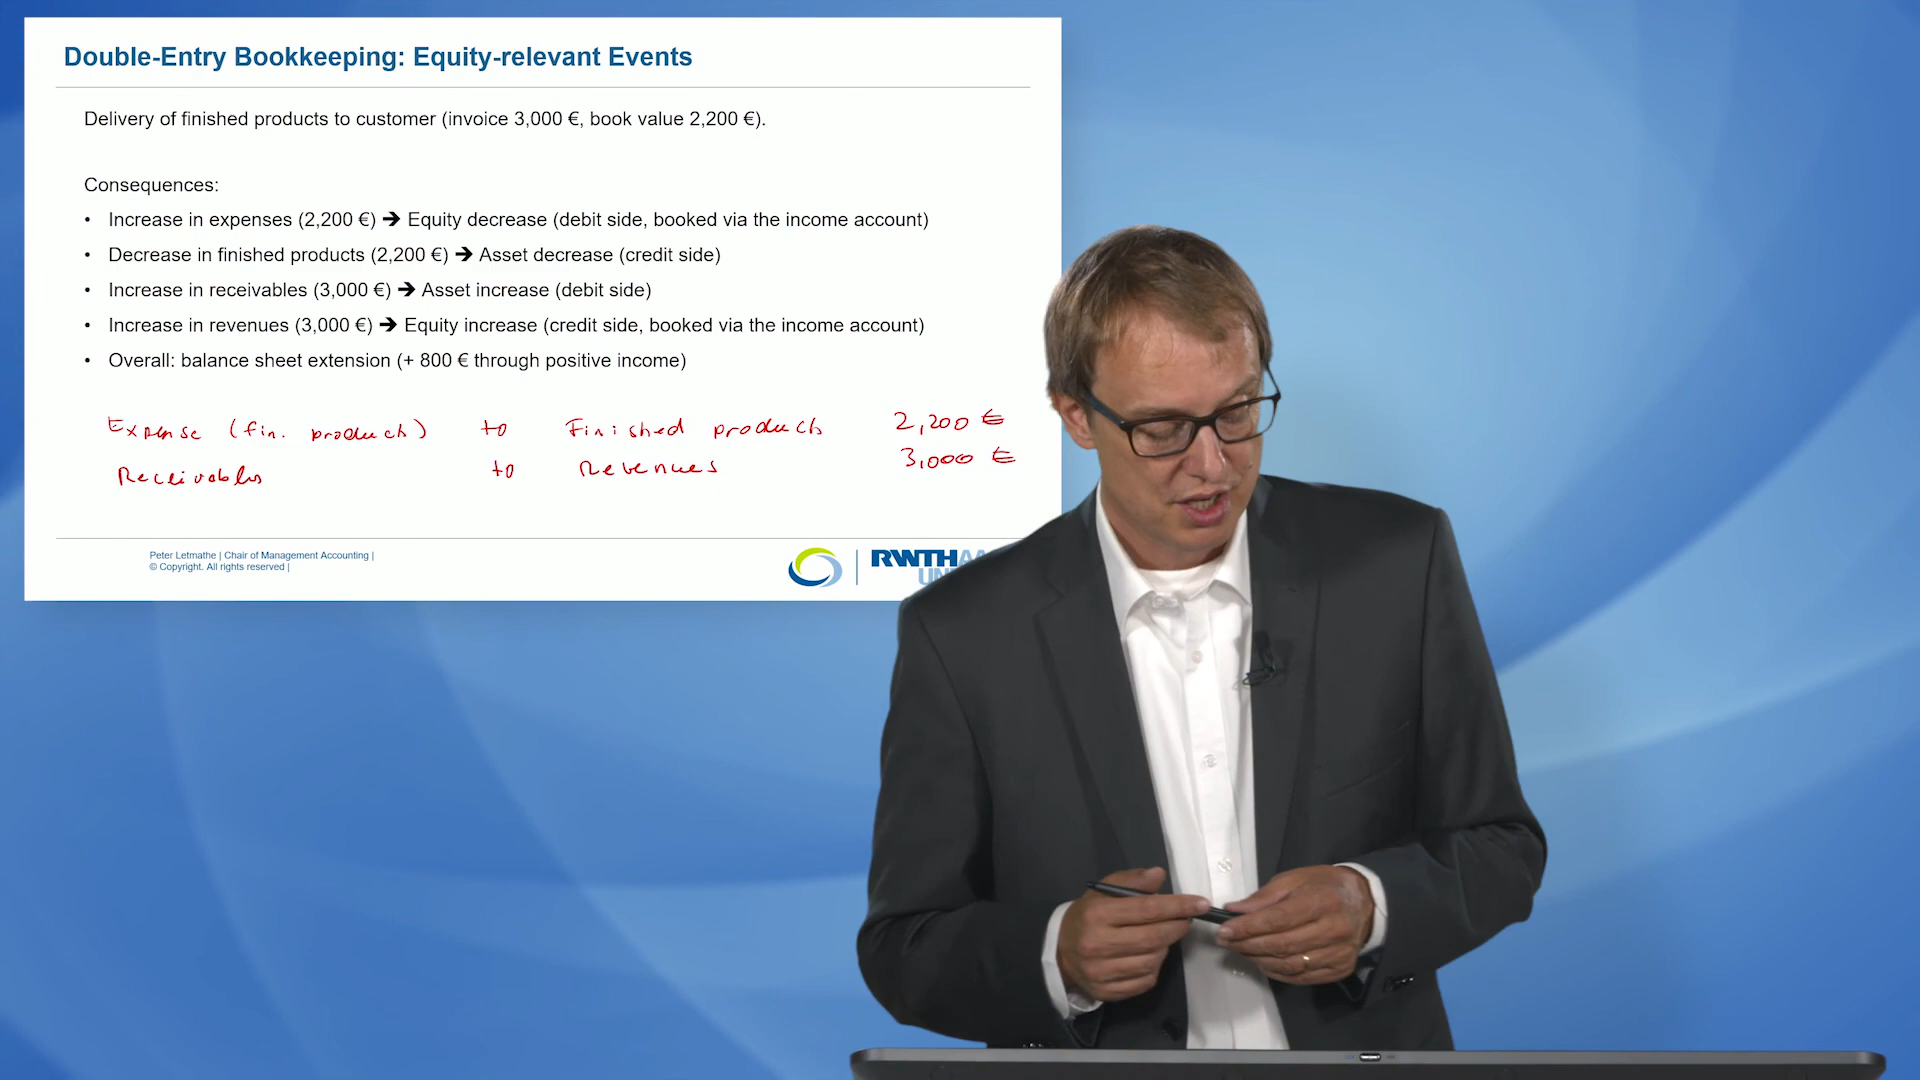 Double-Entry Bookkeeping: Equity-relevant Events
Delivery of finished products to customer (invoice 3,000 €, book value 2,200 €).
Consequences:
• Increase in expenses (2,200 €) ➔ Equity decrease (debit side, booked via the income account)
• Decrease in finished products (2,200 €) ➔ Asset decrease (credit side)
• Increase in receivables (3,000 €) ➔ Asset increase (debit side)
• Increase in revenues (3,000 €) ➔ Equity increase (credit side, booked via the income account)
• Overall: balance sheet extension (+ 800 € through positive income)
Expense (fin. products) to Finished products 2,200 €
Receivables to Revenues 3,000 €
Peter Letmathe | Chair of Management Accounting |
© Copyright. All rights reserved |
RWTH